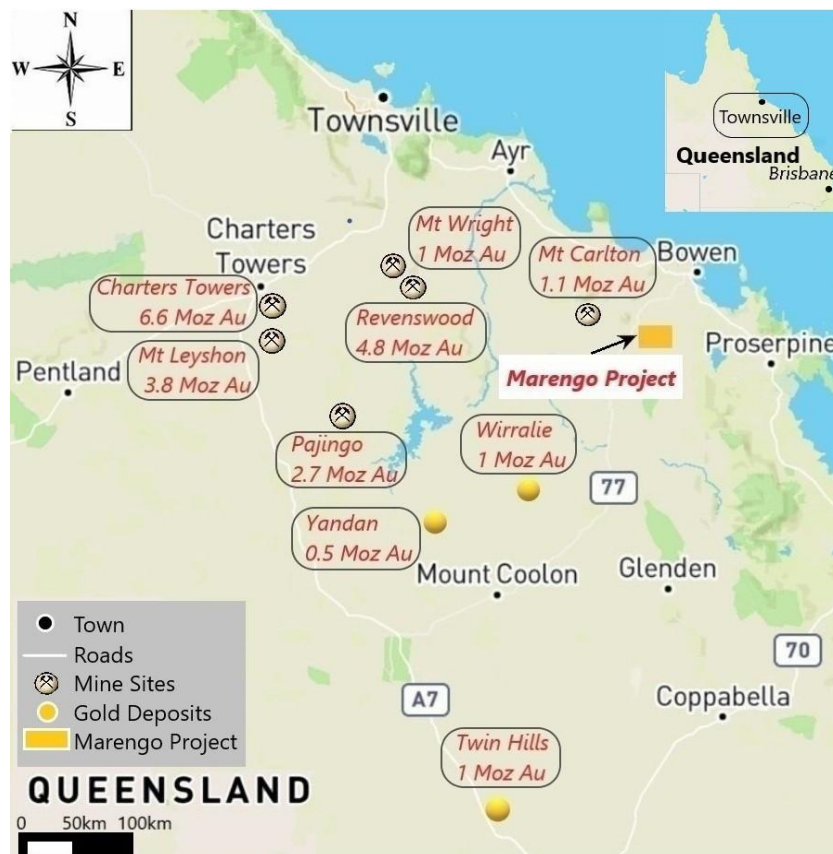 N
W E
S
Townsville
Ayr
Townsville
Queensland
Brisbane
Charters
Towers
Mt Wright
1 Moz Au
Mt Carlton
1.1 Moz Au
Bowen
Charters Towers
6.6 Moz Au
Revenswood
4.8 Moz Au
Mt Leyshon
3.8 Moz Au
Pentland
Marengo Project
Proserpine
Pajingo
2.7 Moz Au
Wirralie
1 Moz Au
77
Yandan
0.5 Moz Au
Mount Coolon
Glenden
70
A7
Coppabella
Twin Hills
1 Moz Au
Town
Roads
Mine Sites
Gold Deposits
Marengo Project
QUEENSLAND
0 50km 100km